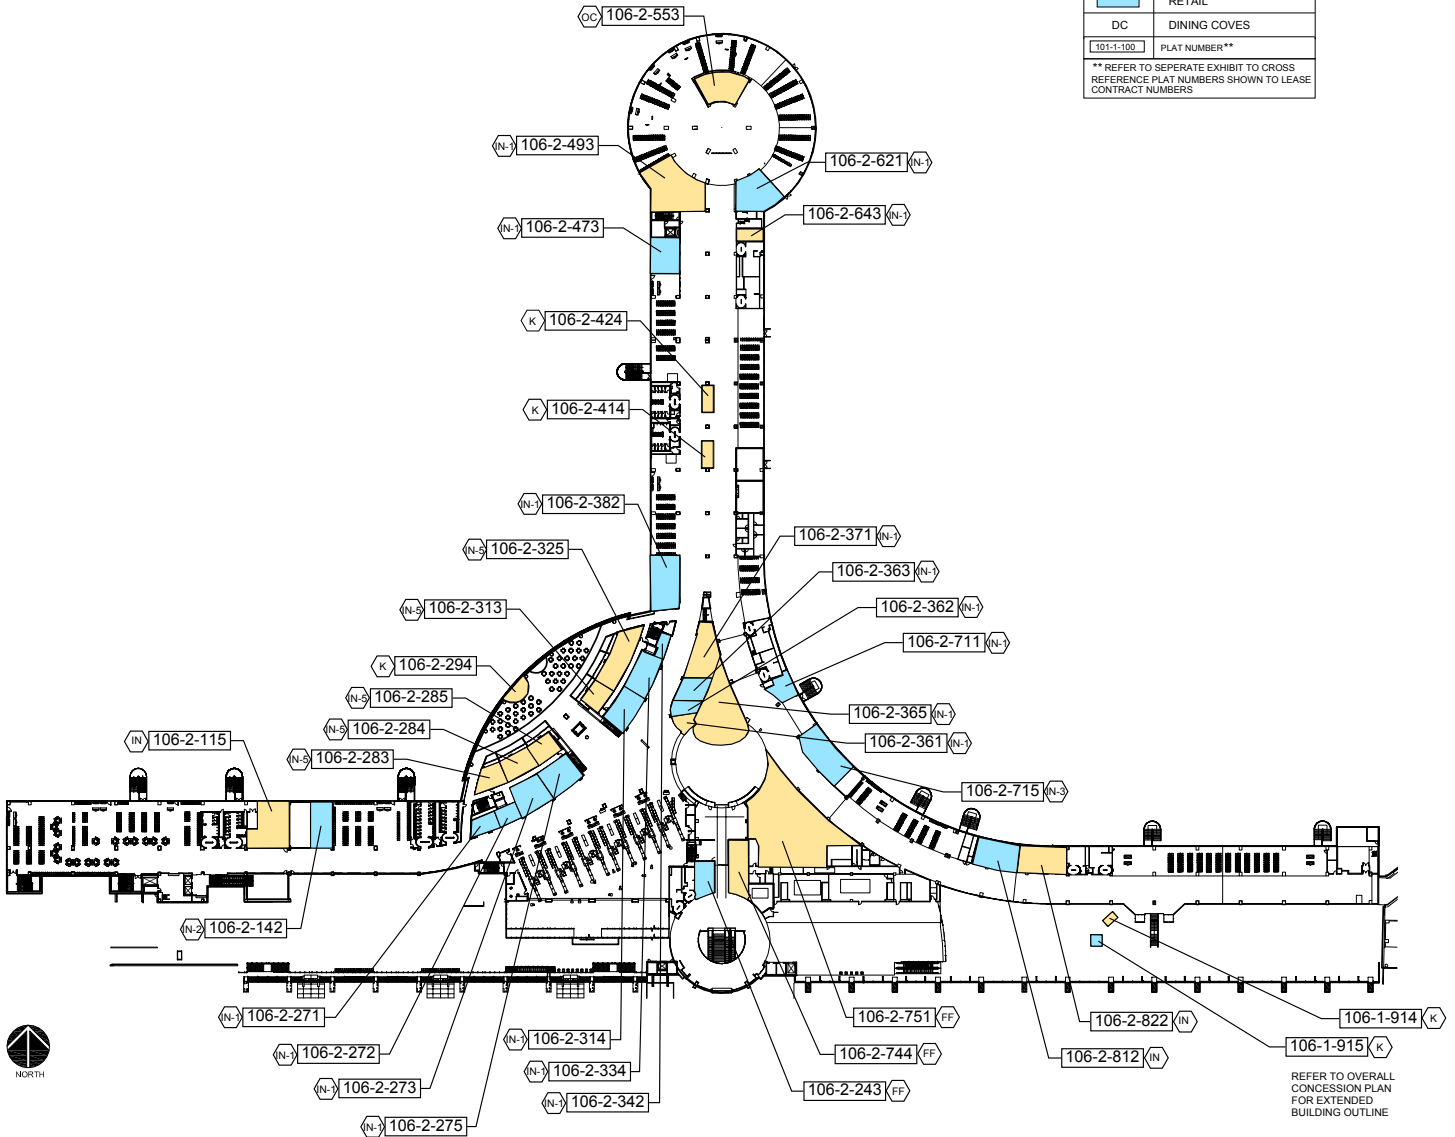 RETAIL
DC DINING COVES
101-1-100 PLAT NUMBER**
** REFER TO SEPERATE EXHIBIT TO CROSS
REFERENCE PLAT NUMBERS SHOWN TO LEASE
CONTRACT NUMBERS
OC 106-2-553
IN-1 106-2-493
106-2-621 IN-1
106-2-643 IN-1
IN-1 106-2-473
K 106-2-424
K 106-2-414
IN-1 106-2-382
106-2-371 IN-1
IN-5 106-2-325
106-2-363 IN-1
IN-5 106-2-313
106-2-362 IN-1
106-2-711 IN-1
K 106-2-294
IN-5 106-2-285
106-2-365 IN-1
IN-5 106-2-284
IN 106-2-115
106-2-361 IN-1
IN-5 106-2-283
106-2-715 IN-3
IN-2 106-2-142
IN-1 106-2-271
106-2-751 FF
106-2-822 IN
106-1-914 K
IN-1 106-2-314
106-1-915 K
IN-1 106-2-272
106-2-744 FF
106-2-812 IN
IN-1 106-2-334
NORTH
IN-1 106-2-273
106-2-243 FF
IN-1 106-2-342
IN-1 106-2-275
REFER TO OVERALL
CONCESSION PLAN
FOR EXTENDED
BUILDING OUTLINE